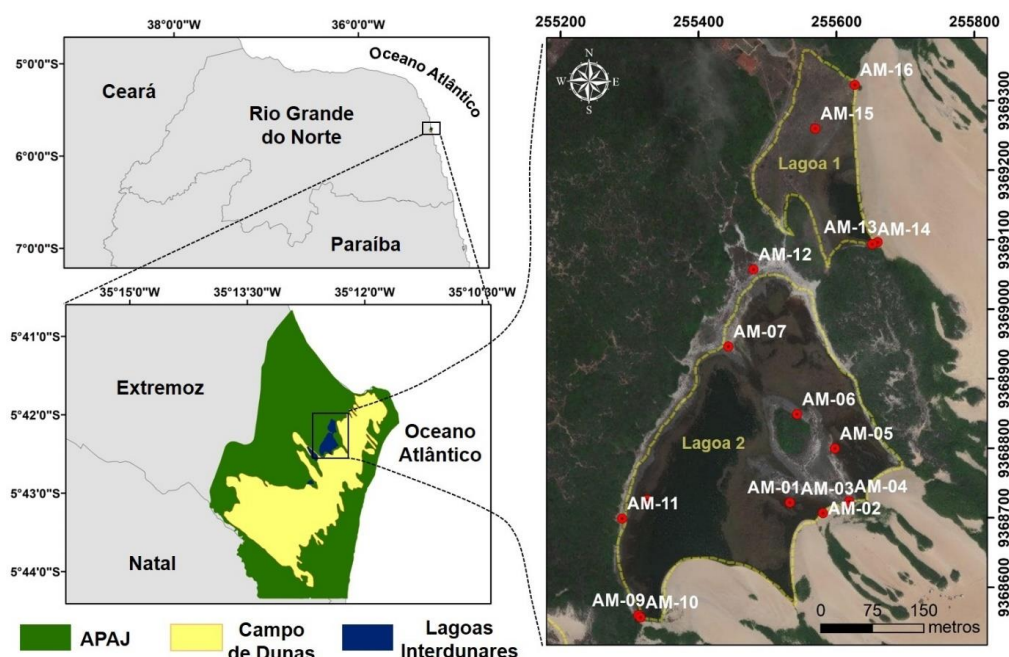 38°0'0"W
36°0'0"W
5°0'0"S
6°0'0"S
7°0'0"S
Ceará
Rio Grande
do Norte
Paraíba
Oceano Atlântico
35°15'0"W
35°13'30"W
35°12'0"W
35°10'30"W
5°41'0"S
5°42'0"S
5°43'0"S
5°44'0"S
Extremoz
Natal
Oceano
Atlântico
APAJ
Campo
de Dunas
Lagoas
Interdunares
255200
255400
255600
255800
N
W E
S
AM-16
AM-15
Lagoa 1
AM-13 AM-14
AM-12
AM-07
AM-06
Lagoa 2
AM-05
AM-01 AM-03 AM-04
AM-11
AM-02
AM-09 AM-10
0 75 150
metros
9369300
9369200
9369100
9369000
9368900
9368800
9368700
9368600